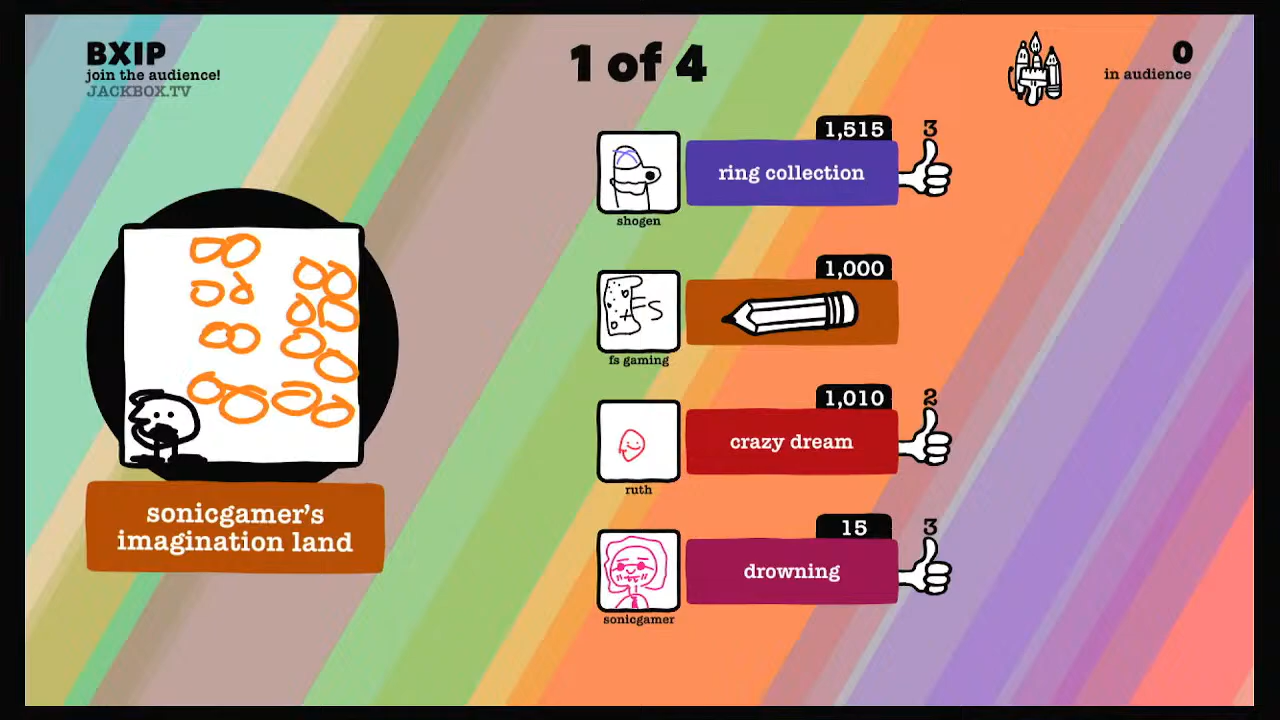 BXIP
join the audience!
JACKBOX.TV
1 of 4
0
in audience
1,515
3
ring collection
shogen
1,000
FS
fs gaming
1,010
2
crazy dream
ruth
15
3
drowning
sonicgamer
sonicgamer's
imagination land